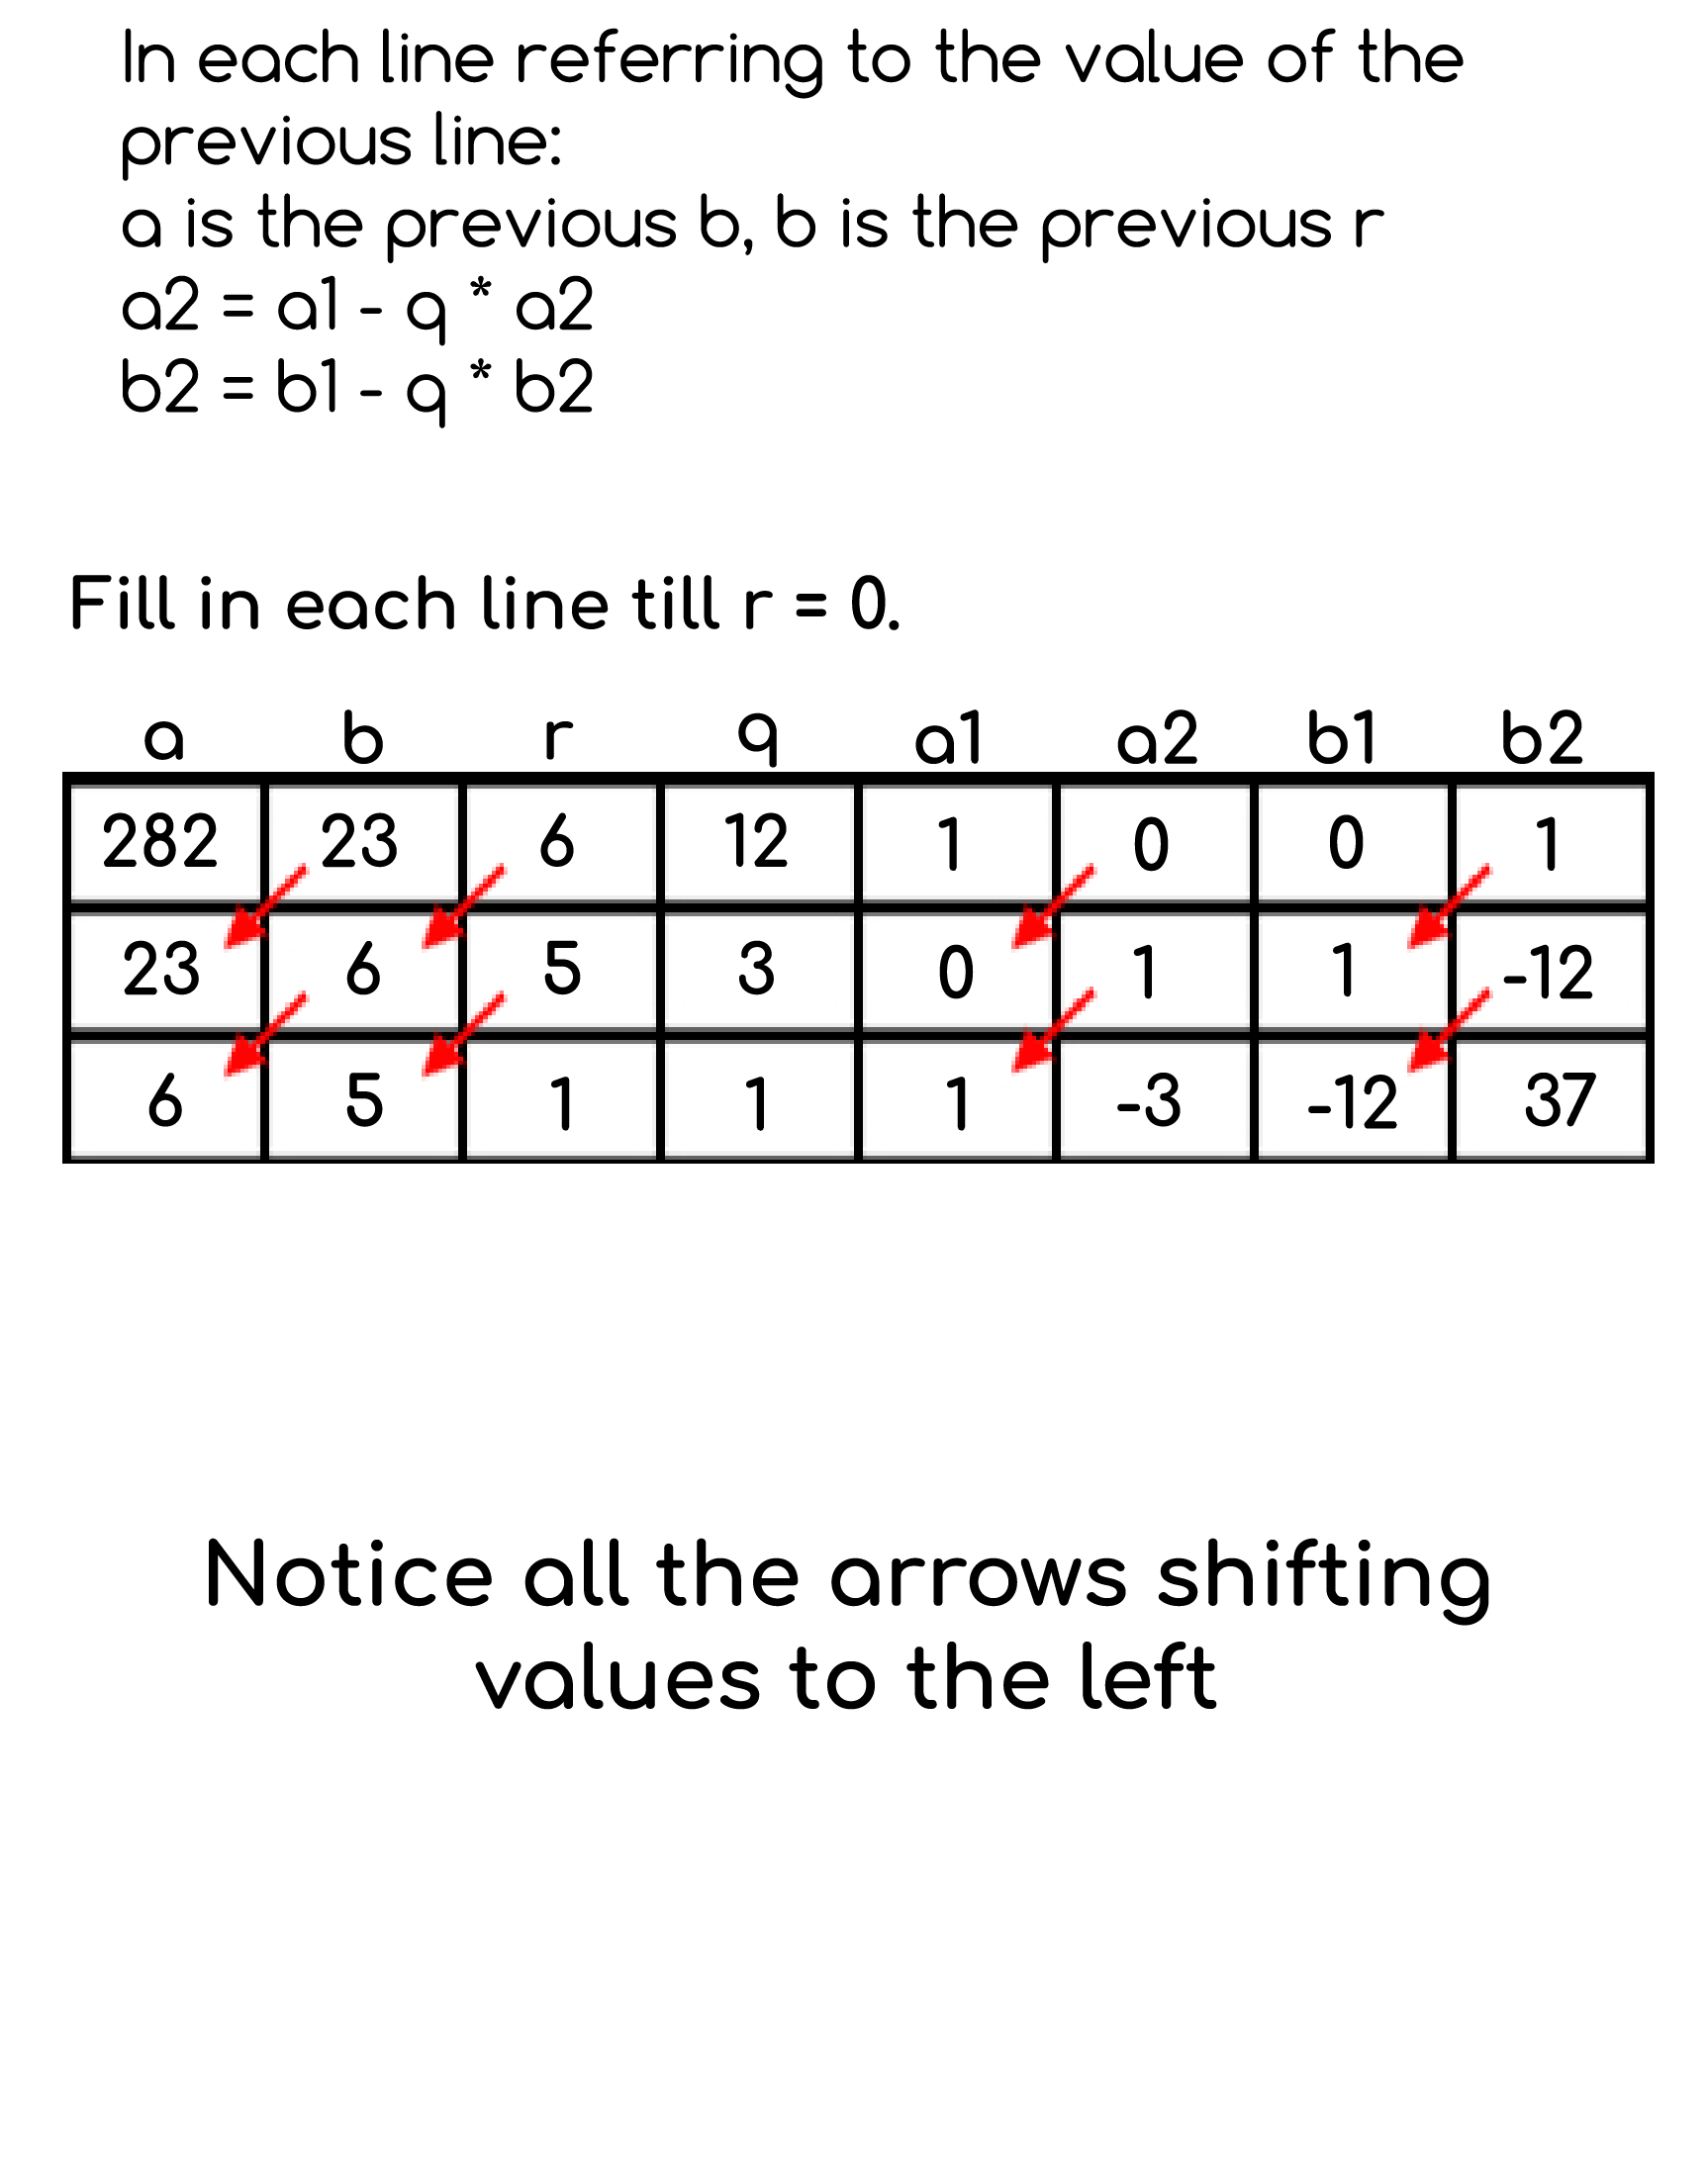 In each line referring to the value of the
previous line:
a is the previous b, b is the previous r
a2 = a1 - q * a2
b2 = b1 - q * b2
Fill in each line till r = 0.
a b r q a1 a2 b1 b2
282 23 6 12 1 0 0 1
23 6 5 3 0 1 1 -12
6 5 1 1 1 -3 -12 37
Notice all the arrows shifting
values to the left